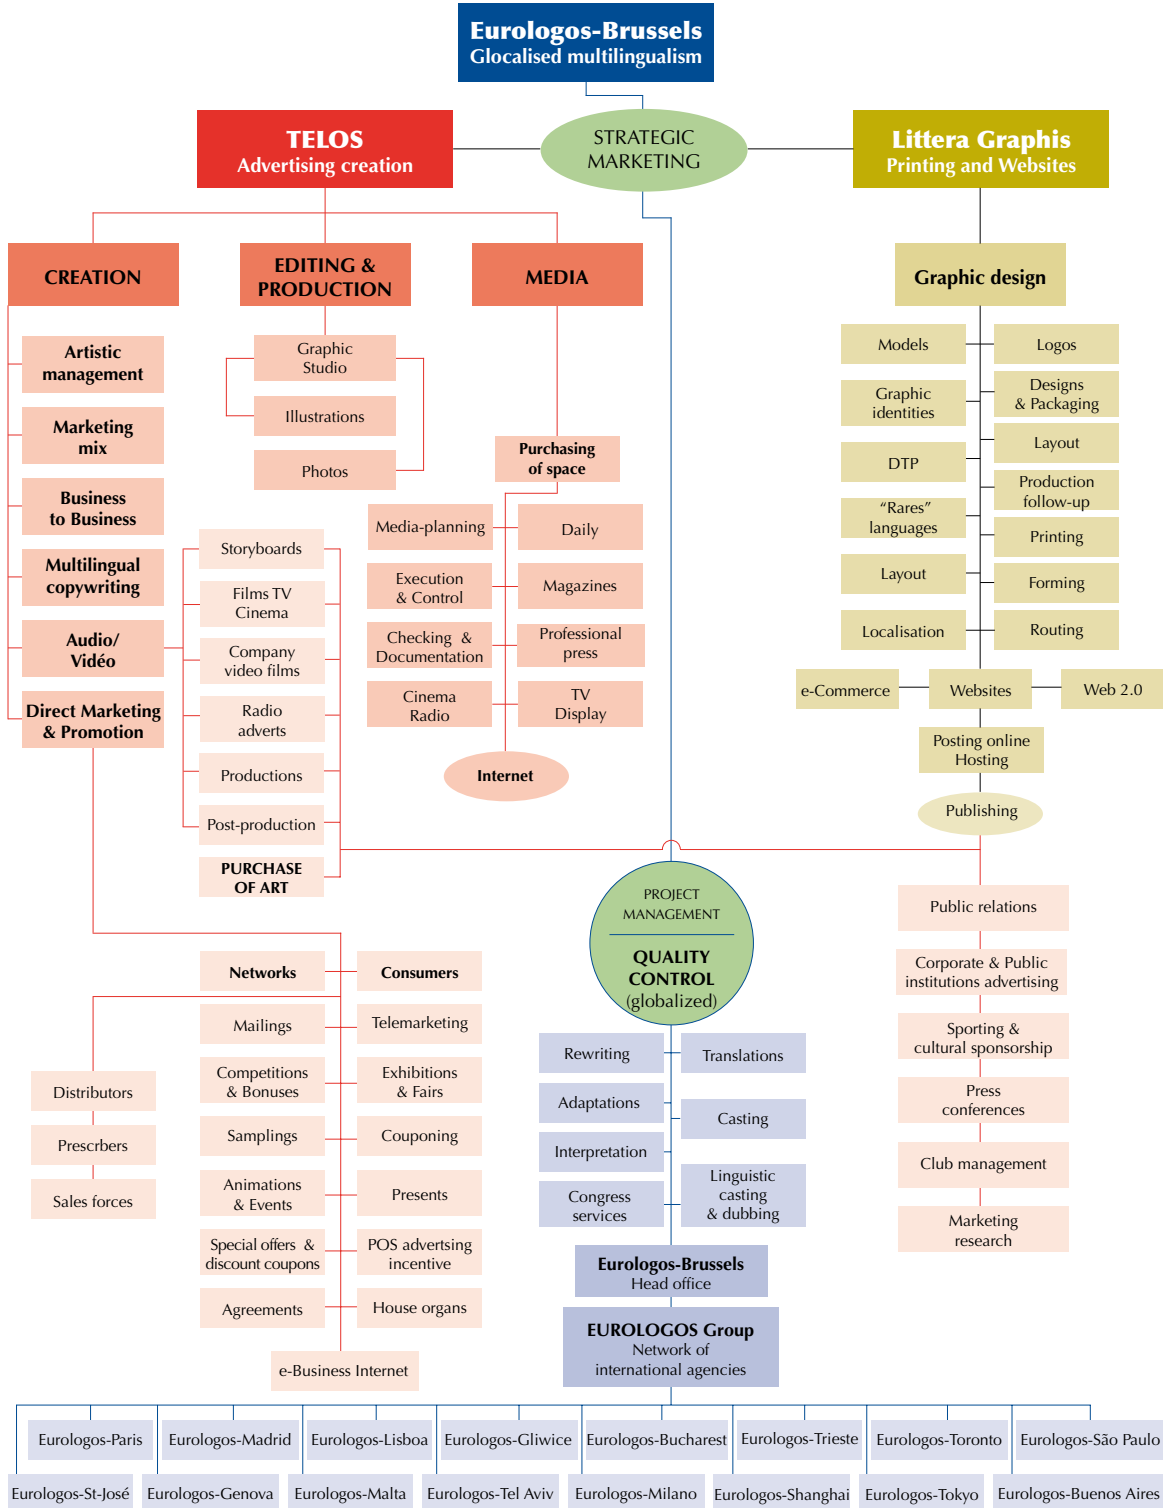 Eurologos-Brussels
Glocalised multilingualism
TELOS
Advertising creation
STRATEGIC
MARKETING
Littera Graphis
Printing and Websites
CREATION
EDITING &
PRODUCTION
MEDIA
Graphic design
Artistic
management
Marketing
mix
Business
to Business
Multilingual
copywriting
Audio/
Vidéo
Direct Marketing
& Promotion
Graphic
Studio
Illustrations
Photos
Storyboards
Films TV
Cinema
Company
video films
Radio
adverts
Productions
Post-production
PURCHASE
OF ART
Purchasing
of space
Media-planning
Daily
Execution
& Control
Magazines
Checking &
Documentation
Professional
press
Cinema
Radio
TV
Display
Internet
Models
Logos
Graphic
identities
Designs
& Packaging
DTP
Layout
"Rares"
languages
Production
follow-up
Printing
Layout
Forming
Localisation
Routing
e-Commerce
Websites
Web 2.0
Posting online
Hosting
Publishing
PROJECT
MANAGEMENT
QUALITY
CONTROL
(globalized)
Public relations
Corporate & Public
institutions advertising
Sporting &
cultural sponsorship
Press
conferences
Club management
Marketing
research
Networks
Consumers
Mailings
Telemarketing
Competitions
& Bonuses
Exhibitions
& Fairs
Samplings
Couponing
Animations
& Events
Presents
Special offers &
discount coupons
POS advertsing
incentive
Agreements
House organs
e-Business Internet
Distributors
Prescrbers
Sales forces
Rewriting
Translations
Adaptations
Casting
Interpretation
Congress
services
Linguistic
casting
& dubbing
Eurologos-Brussels
Head office
EUROLOGOS Group
Network of
international agencies
Eurologos-Paris
Eurologos-Madrid
Eurologos-Lisboa
Eurologos-Gliwice
Eurologos-Bucharest
Eurologos-Trieste
Eurologos-Toronto
Eurologos-São Paulo
Eurologos-St-José
Eurologos-Genova
Eurologos-Malta
Eurologos-Tel Aviv
Eurologos-Milano
Eurologos-Shanghai
Eurologos-Tokyo
Eurologos-Buenos Aires